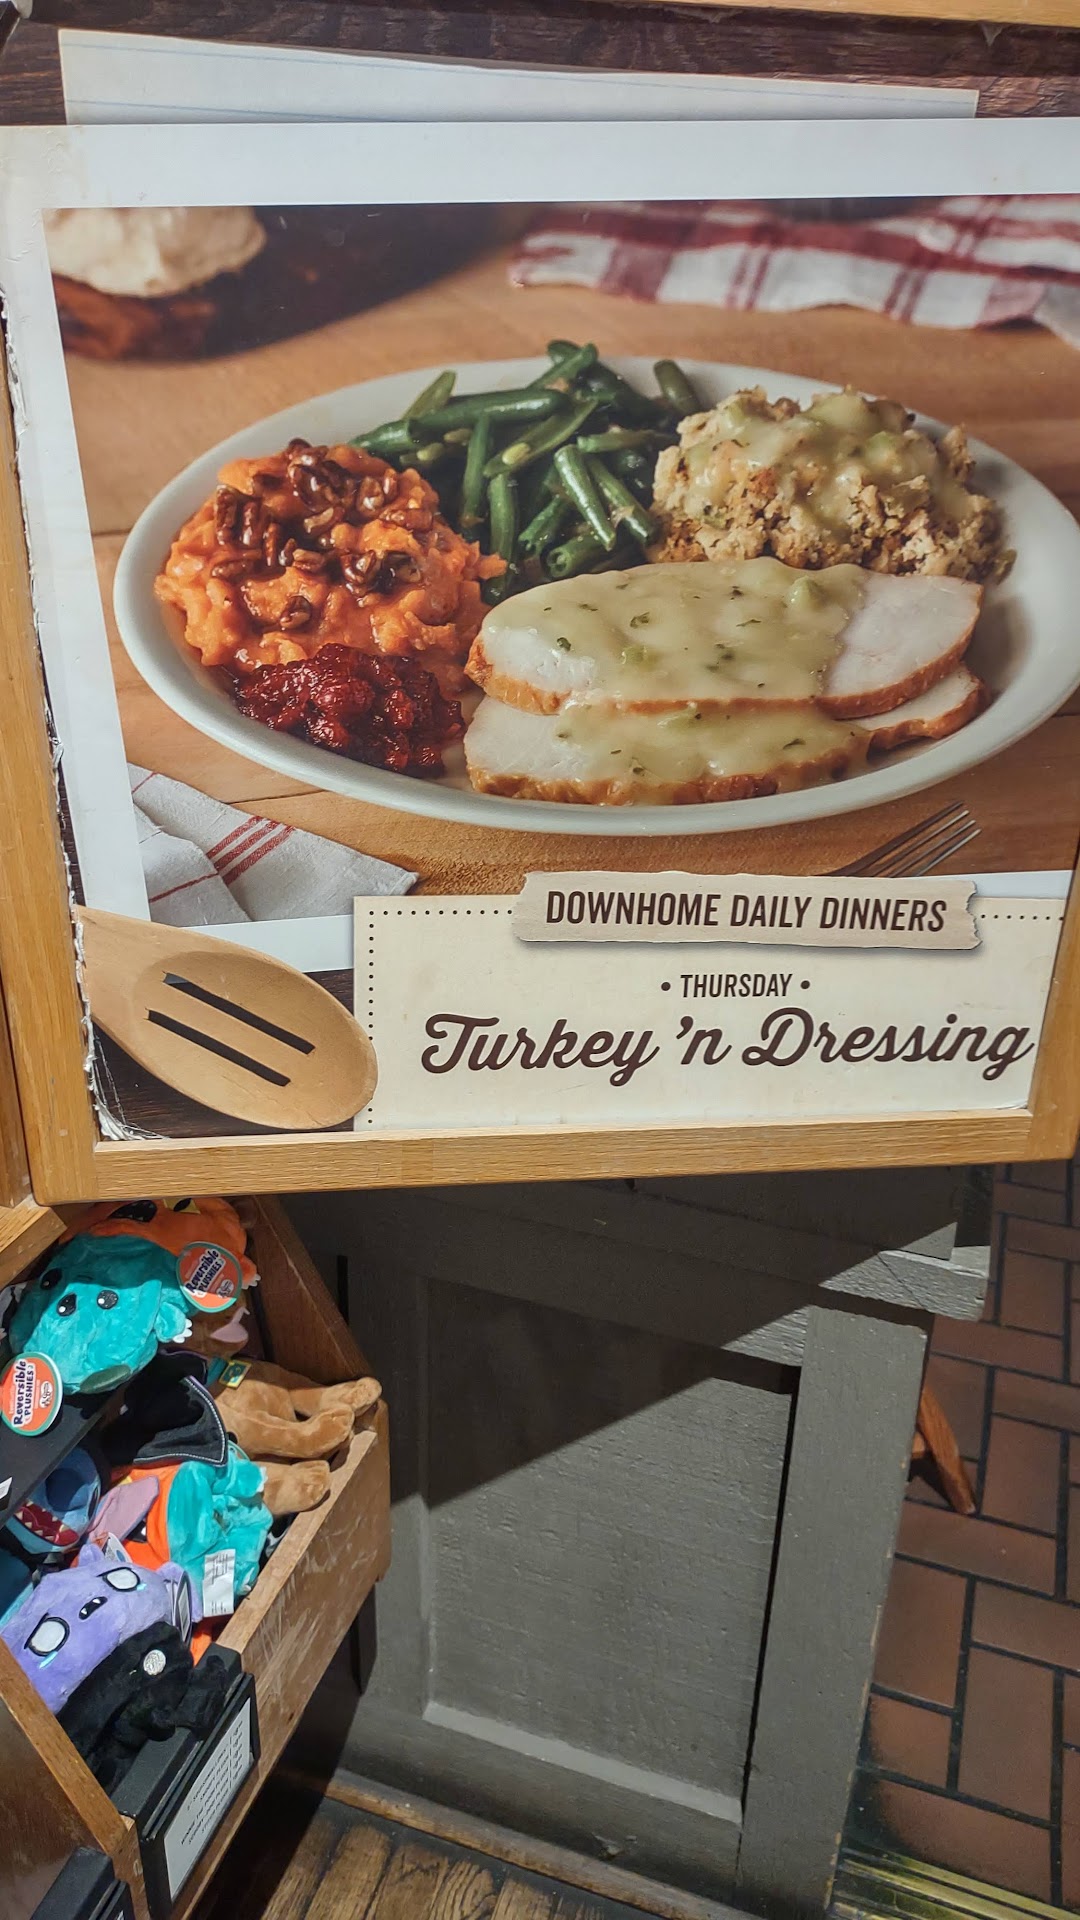 DOWNHOME DAILY DINNERS
• THURSDAY •
Turkey 'n Dressing
Reversible
PLUSHIES
Reversible
PLUSHIES